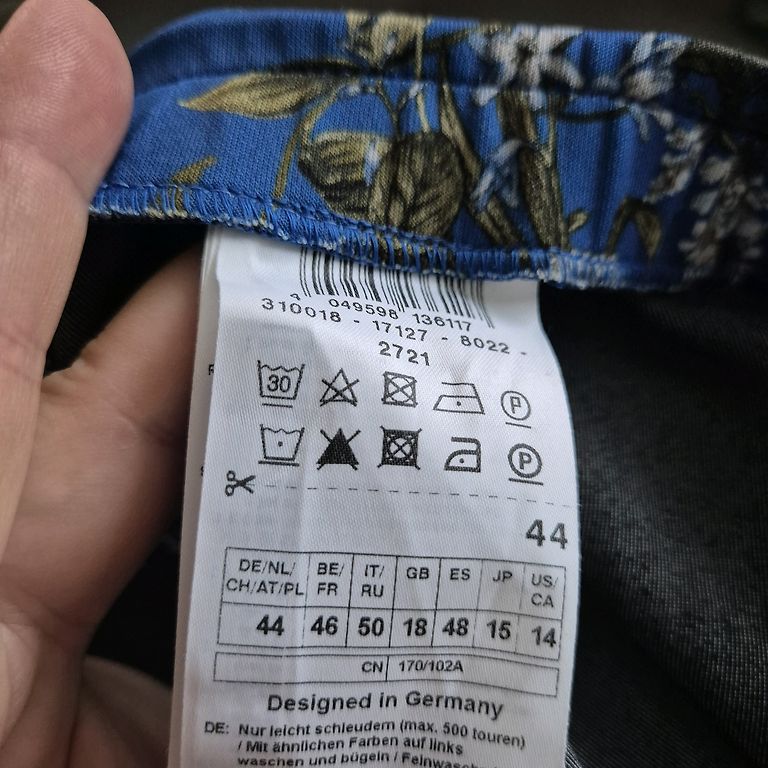 4 049598 136117
310018 - 17127 - 8022 -
2721
30
P
P
44
DE/NL/ CH/AT/PL BE/ FR IT/ RU GB ES JP US/ CA
44 46 50 18 48 15 14
CN 170/102A
Designed in Germany
DE: Nur leicht schleudern (max. 500 touren)
/ Mit ähnlichen Farben auf links
waschen und bügeln /